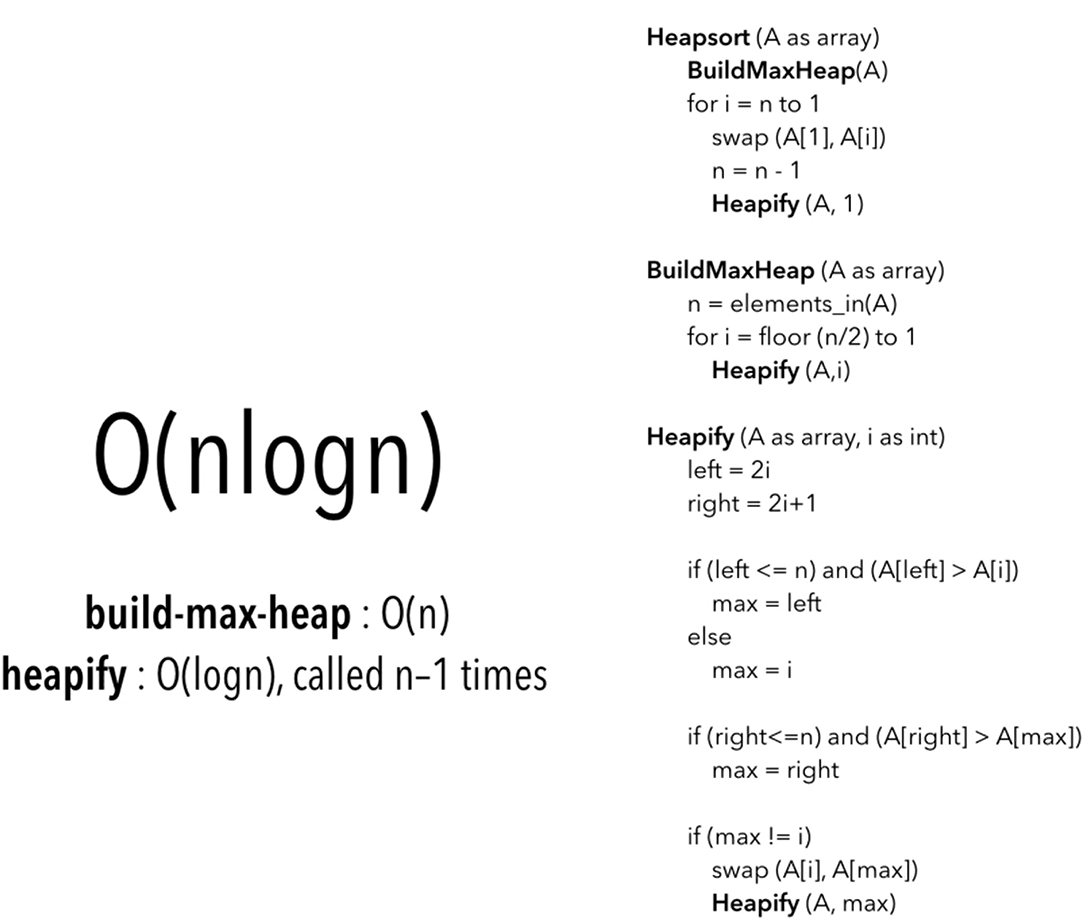 O(nlogn)
build-max-heap : O(n)
heapify : O(logn), called n–1 times
Heapsort (A as array)
BuildMaxHeap(A)
for i = n to 1
swap (A[1], A[i])
n = n - 1
Heapify (A, 1)
BuildMaxHeap (A as array)
n = elements_in(A)
for i = floor (n/2) to 1
Heapify (A,i)
Heapify (A as array, i as int)
left = 2i
right = 2i+1
if (left <= n) and (A[left] > A[i])
max = left
else
max = i
if (right<=n) and (A[right] > A[max])
max = right
if (max != i)
swap (A[i], A[max])
Heapify (A, max)